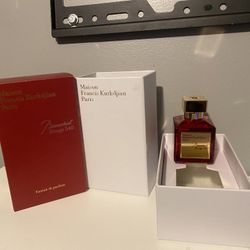 Maison
Francis Kurkdjian
Paris
Baccarat
Rouge 540
Extrait de parfum
Maison
Francis Kurkdjian
Paris